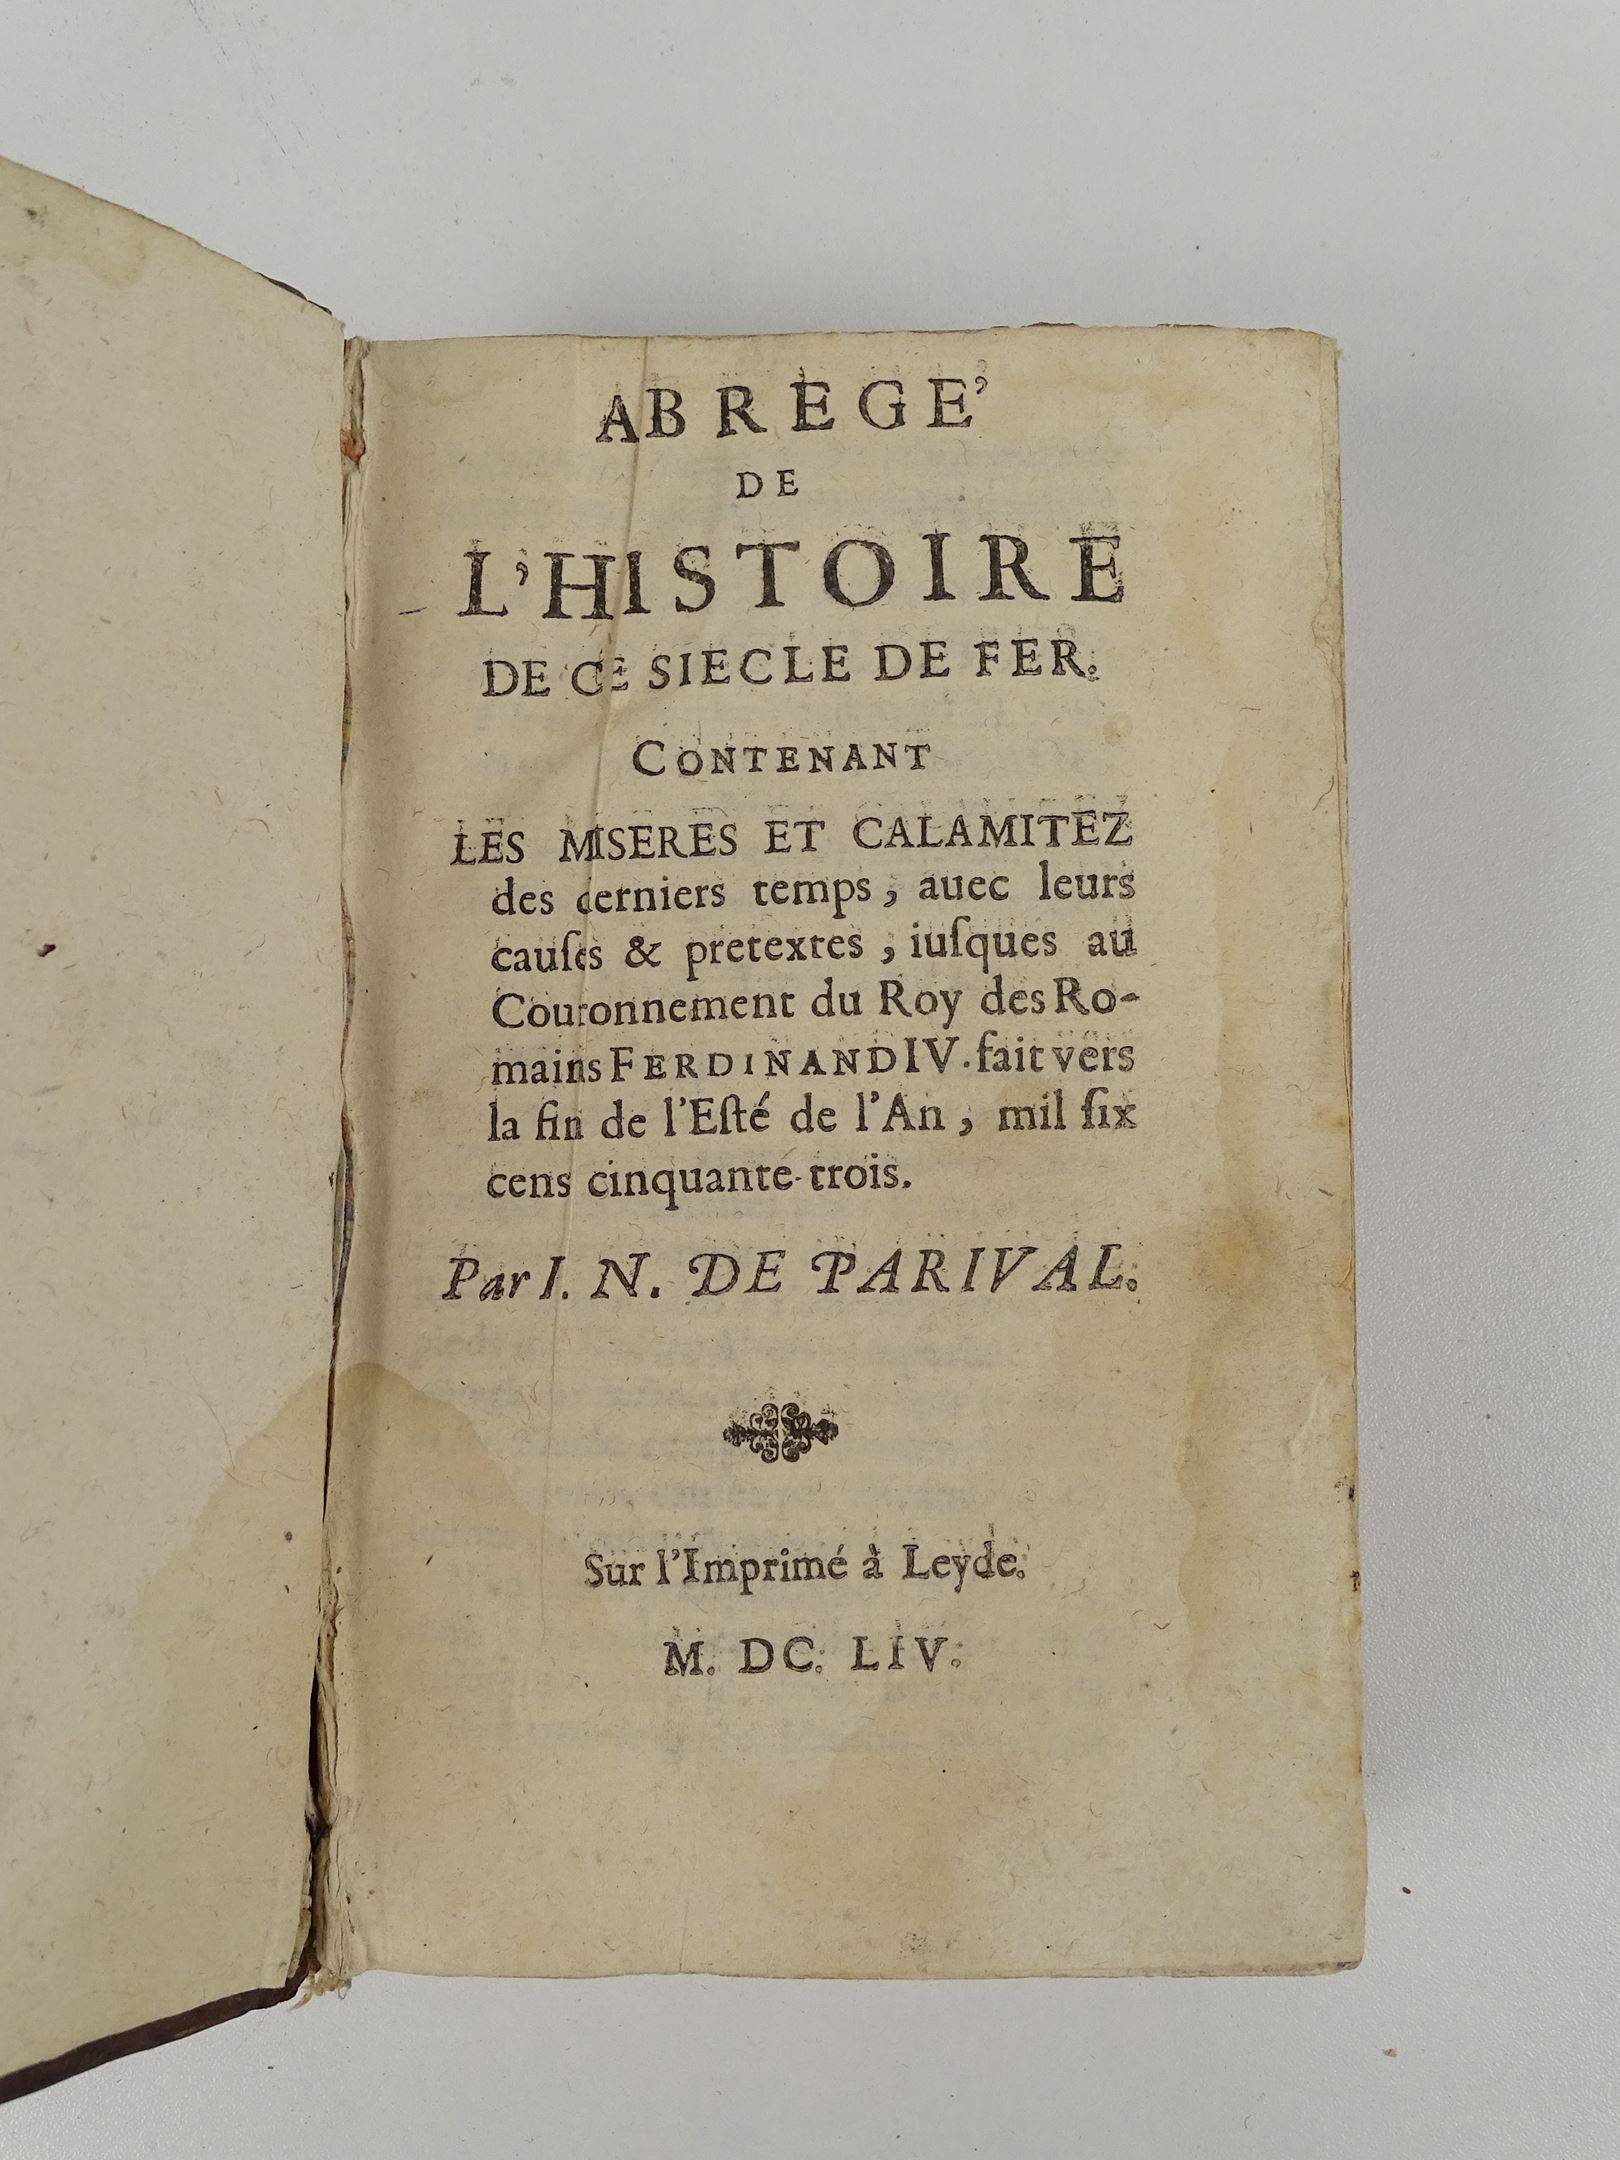 ABREGE'
DE
L'HISTOIRE
DE CE SIECLE DE FER.
CONTENANT
LES MISERES ET CALAMITEZ
des derniers temps, auec leurs
cauſes & pretextes, iuſques au
Couronnement du Roy des Ro-
mains FERDINAND IV. fait vers
la fin de l'Eſté de l'An, mil ſix
cens cinquante-trois.
Par I. N. DE PARIVAL.
Sur l'Imprimé à Leyde.
M. DC. LIV.